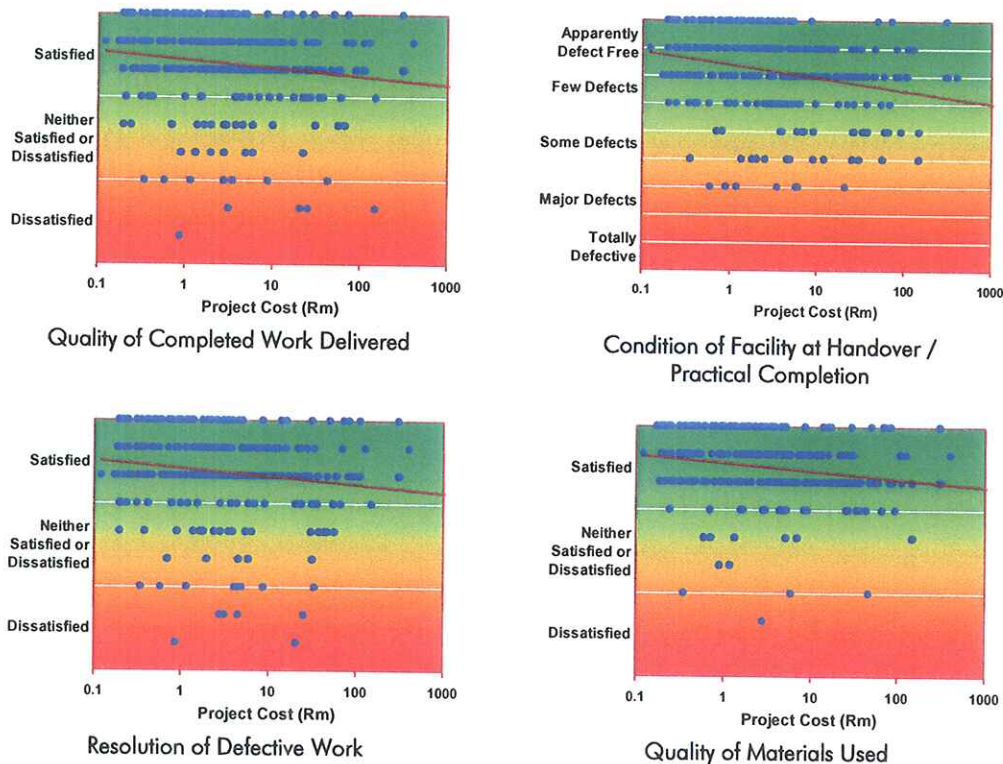 Satisfied
Neither
Satisfied or
Dissatisfied
Dissatisfied
0.1 1 10 100 1000
Project Cost (Rm)
Quality of Completed Work Delivered
Apparently
Defect Free
Few Defects
Some Defects
Major Defects
Totally
Defective
0.1 1 10 100 1000
Project Cost (Rm)
Condition of Facility at Handover /
Practical Completion
Satisfied
Neither
Satisfied or
Dissatisfied
Dissatisfied
0.1 1 10 100 1000
Project Cost (Rm)
Resolution of Defective Work
Satisfied
Neither
Satisfied or
Dissatisfied
Dissatisfied
0.1 1 10 100 1000
Project Cost (Rm)
Quality of Materials Used